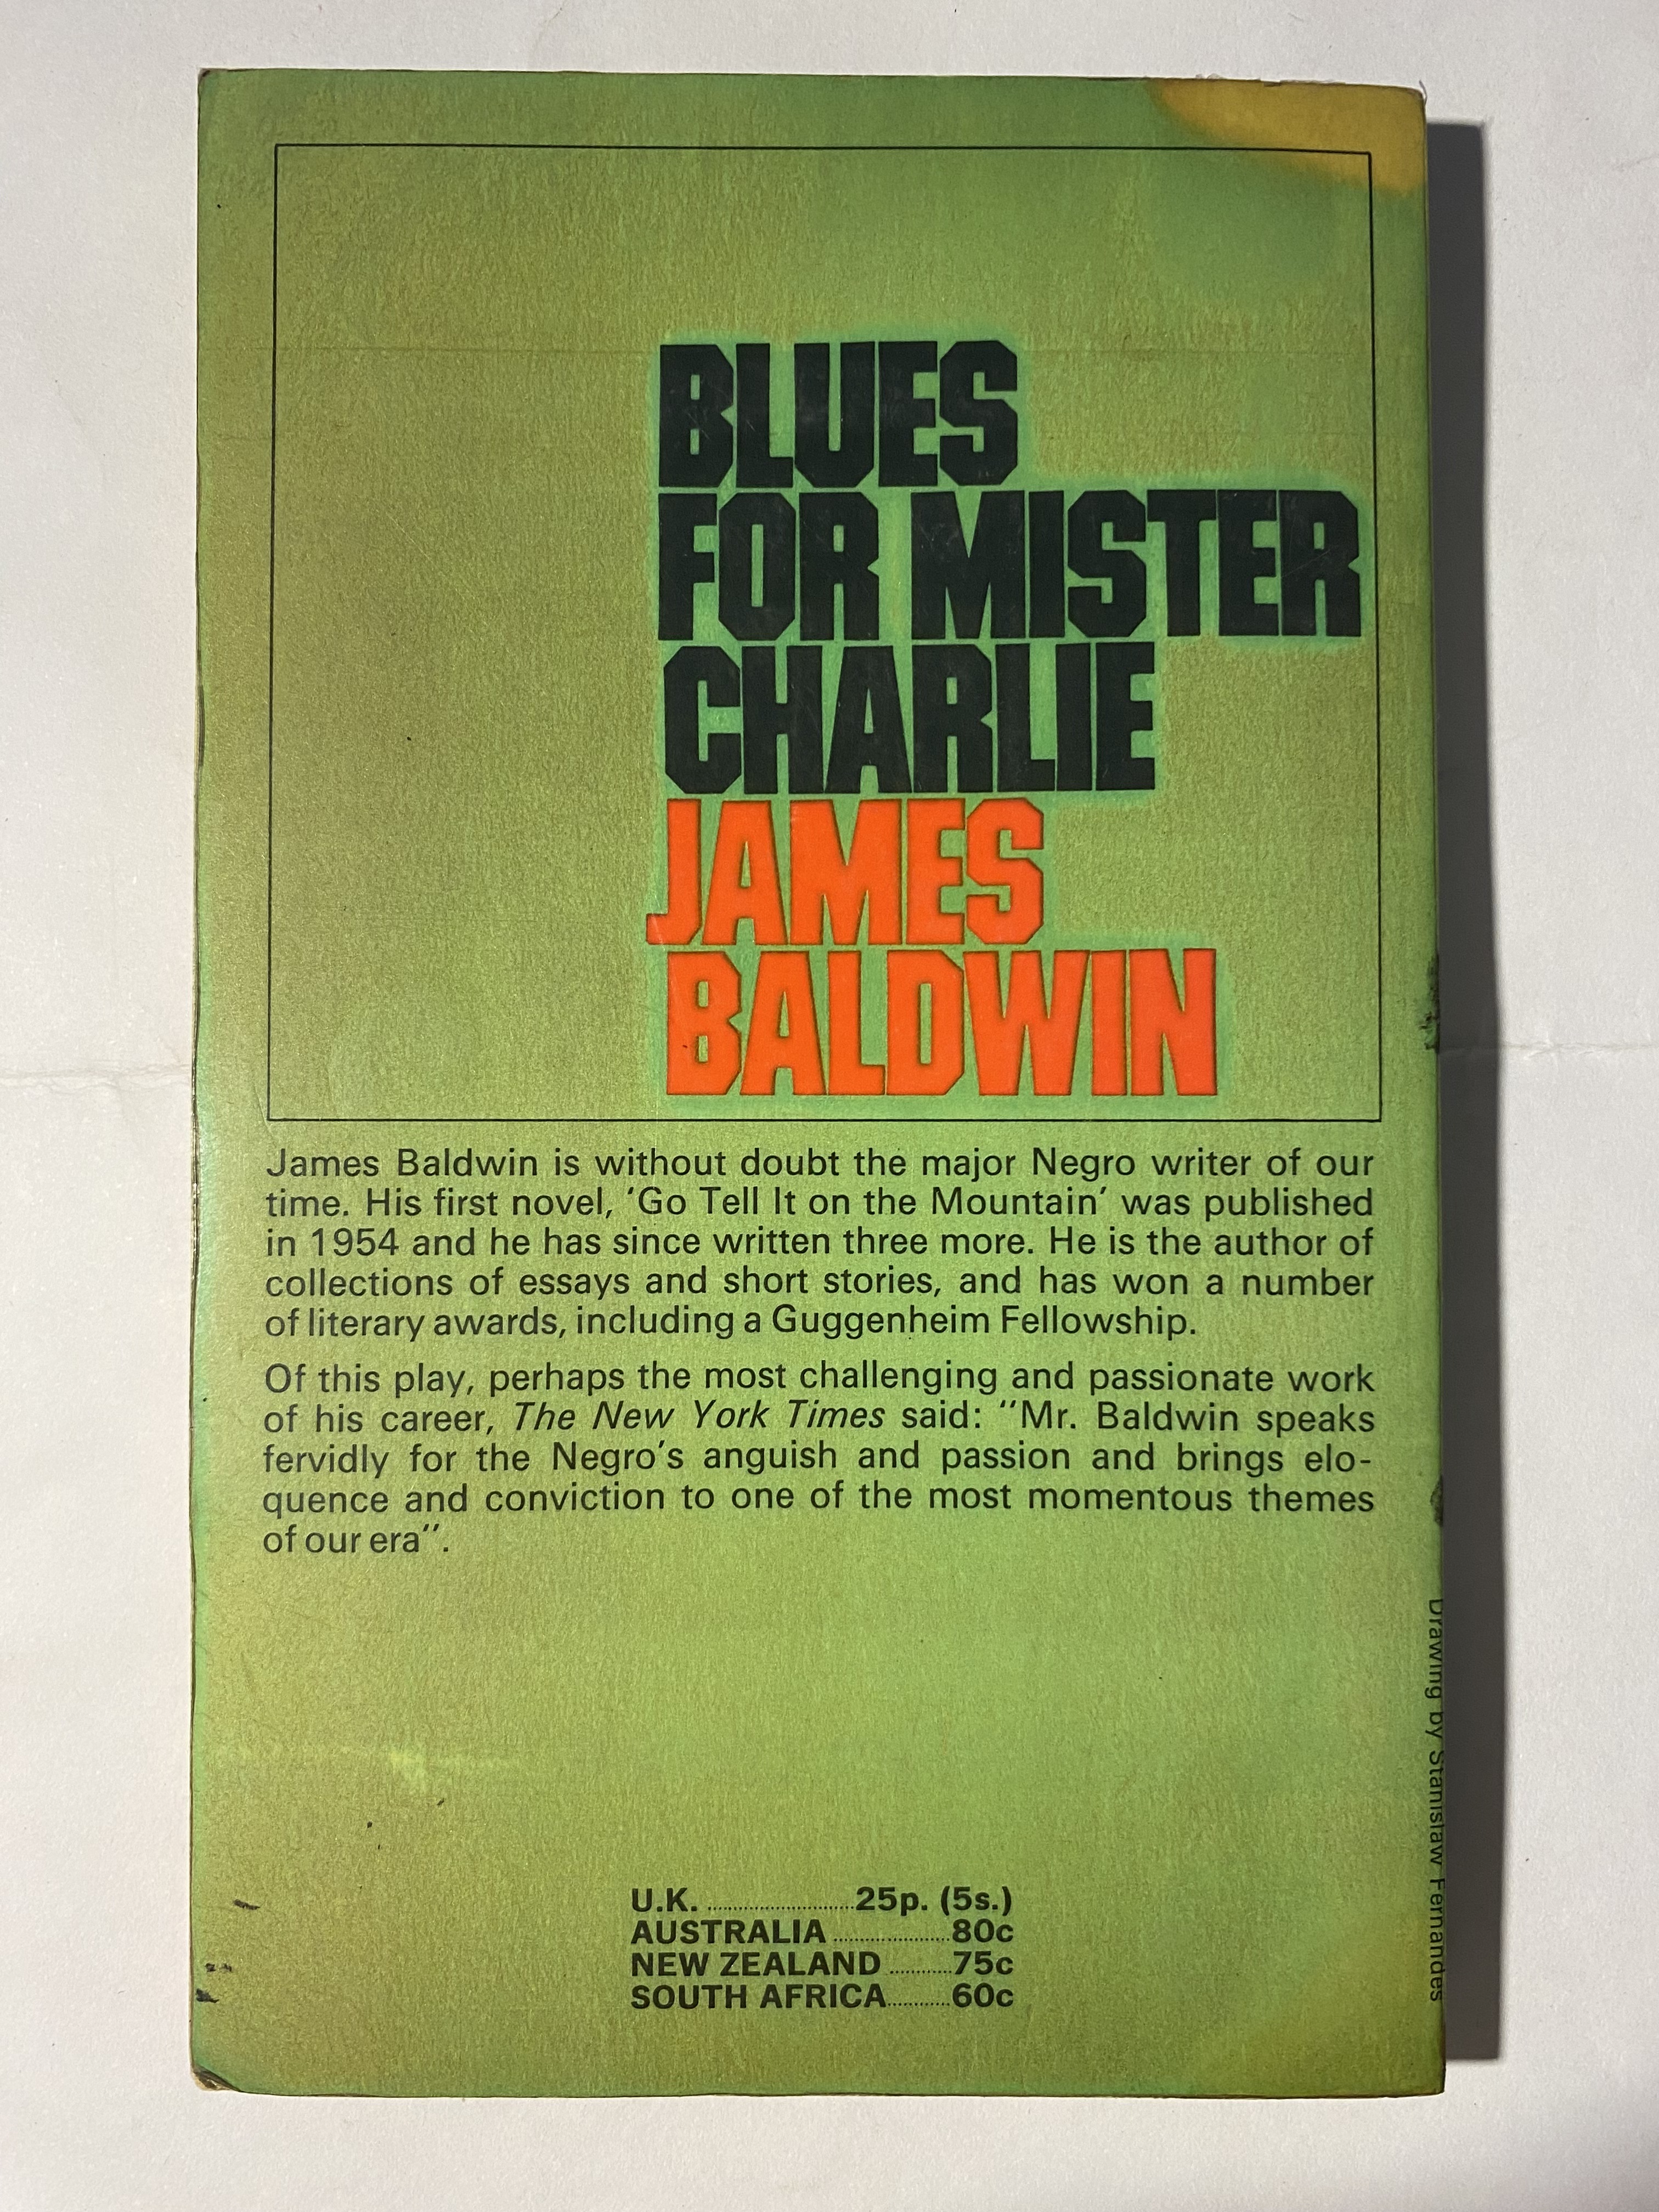 BLUES
FOR MISTER
CHARLIE
JAMES
BALDWIN
James Baldwin is without doubt the major Negro writer of our
time. His first novel, ‘Go Tell It on the Mountain’ was published
in 1954 and he has since written three more. He is the author of
collections of essays and short stories, and has won a number
of literary awards, including a Guggenheim Fellowship.
Of this play, perhaps the most challenging and passionate work
of his career, The New York Times said: “Mr. Baldwin speaks
fervidly for the Negro’s anguish and passion and brings elo-
quence and conviction to one of the most momentous themes
of our era”.
U.K. ........................... 25p. (5s.)
AUSTRALIA ..................... 80c
NEW ZEALAND ........... 75c
SOUTH AFRICA........... 60c
Drawing by Stanislaw Fernandes